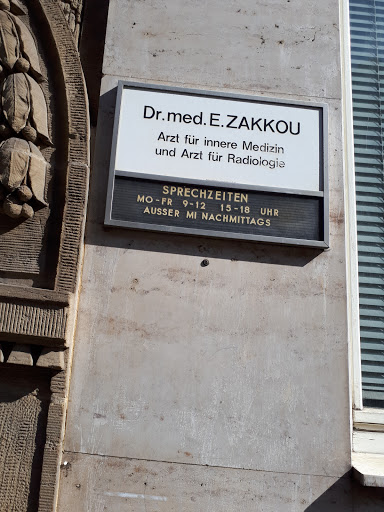 Dr. med. E. ZAKKOU
Arzt für innere Medizin
und Arzt für Radiologie
SPRECHZEITEN
MO-FR 9-12 15-18 UHR
AUSSER MI NACHMITTAGS